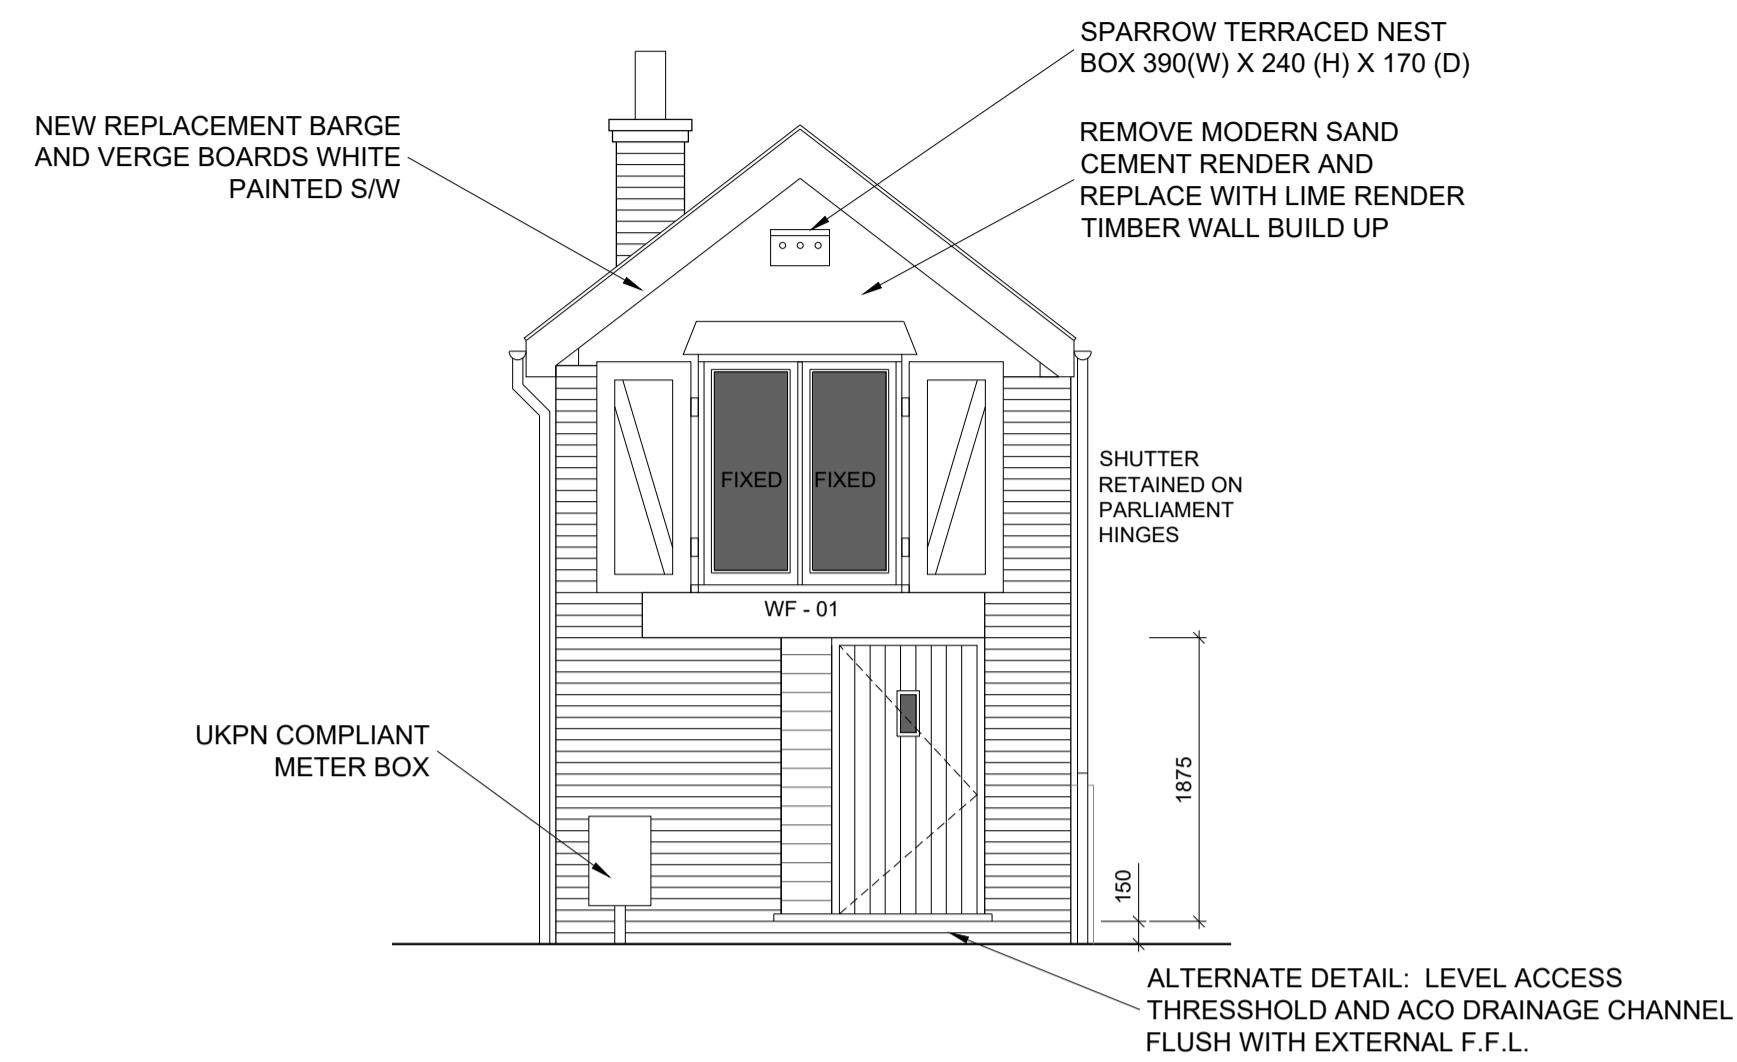 SPARROW TERRACED NEST
BOX 390(W) X 240 (H) X 170 (D)
NEW REPLACEMENT BARGE
AND VERGE BOARDS WHITE
PAINTED S/W
REMOVE MODERN SAND
CEMENT RENDER AND
REPLACE WITH LIME RENDER
TIMBER WALL BUILD UP
FIXED
FIXED
SHUTTER
RETAINED ON
PARLIAMENT
HINGES
WF - 01
UKPN COMPLIANT
METER BOX
1875
150
ALTERNATE DETAIL: LEVEL ACCESS
THRESSHOLD AND ACO DRAINAGE CHANNEL
FLUSH WITH EXTERNAL F.F.L.